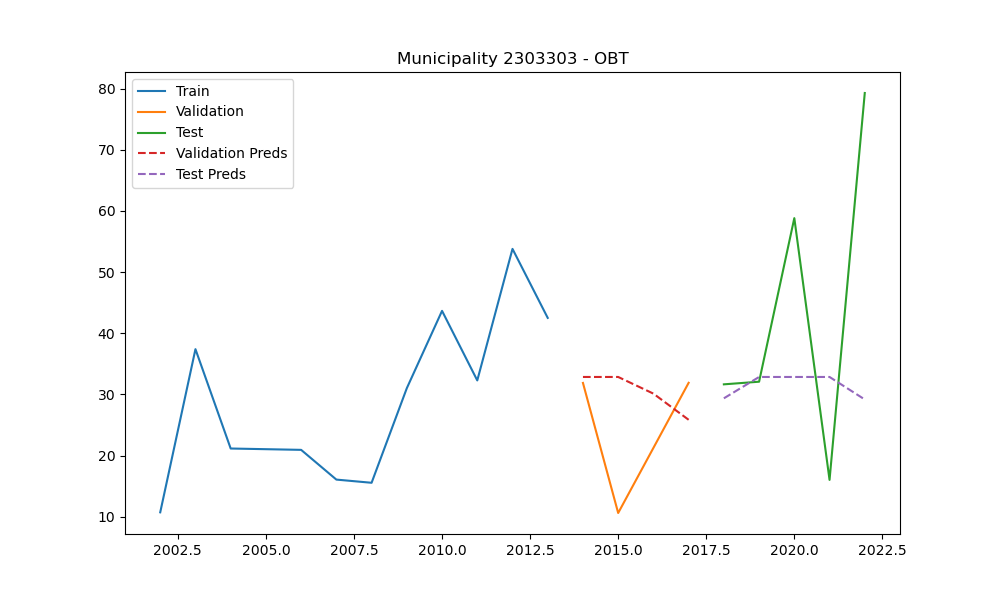 Municipality 2303303 - OBT
Train
Validation
Test
Validation Preds
Test Preds
80
70
60
50
40
30
20
10
2002.5 2005.0 2007.5 2010.0 2012.5 2015.0 2017.5 2020.0 2022.5